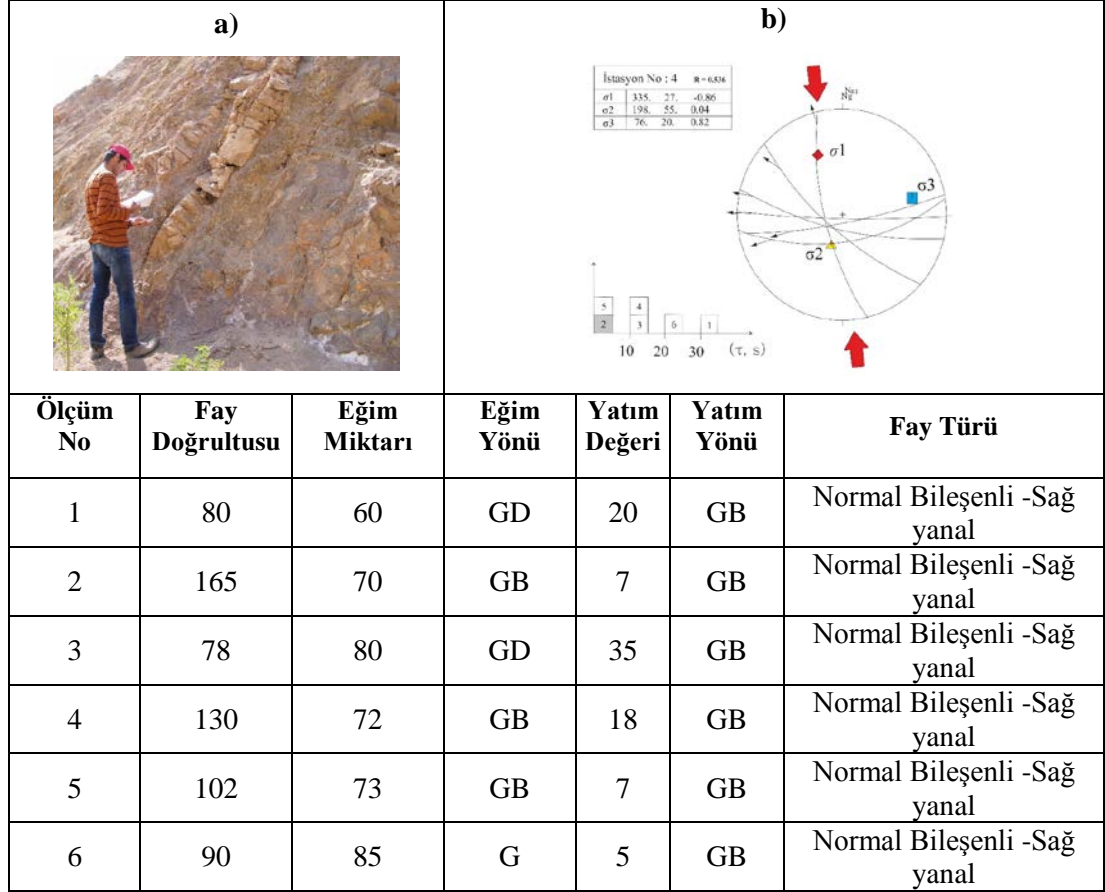 a)
b)
İstasyon No : 4 R = 0.536
σ1 335. 27. -0.86
σ2 198. 55. 0.04
σ3 76. 20. 0.82
σ1
σ3
σ2
5 4
2 3 6 1
10 20 30 (τ, s)
Ölçüm No
Fay Doğrultusu
Eğim Miktarı
Eğim Yönü
Yatım Değeri
Yatım Yönü
Fay Türü
1 80 60 GD 20 GB Normal Bileşenli -Sağ
yanal
2 165 70 GB 7 GB Normal Bileşenli -Sağ
yanal
3 78 80 GD 35 GB Normal Bileşenli -Sağ
yanal
4 130 72 GB 18 GB Normal Bileşenli -Sağ
yanal
5 102 73 GB 7 GB Normal Bileşenli -Sağ
yanal
6 90 85 G 5 GB Normal Bileşenli -Sağ
yanal